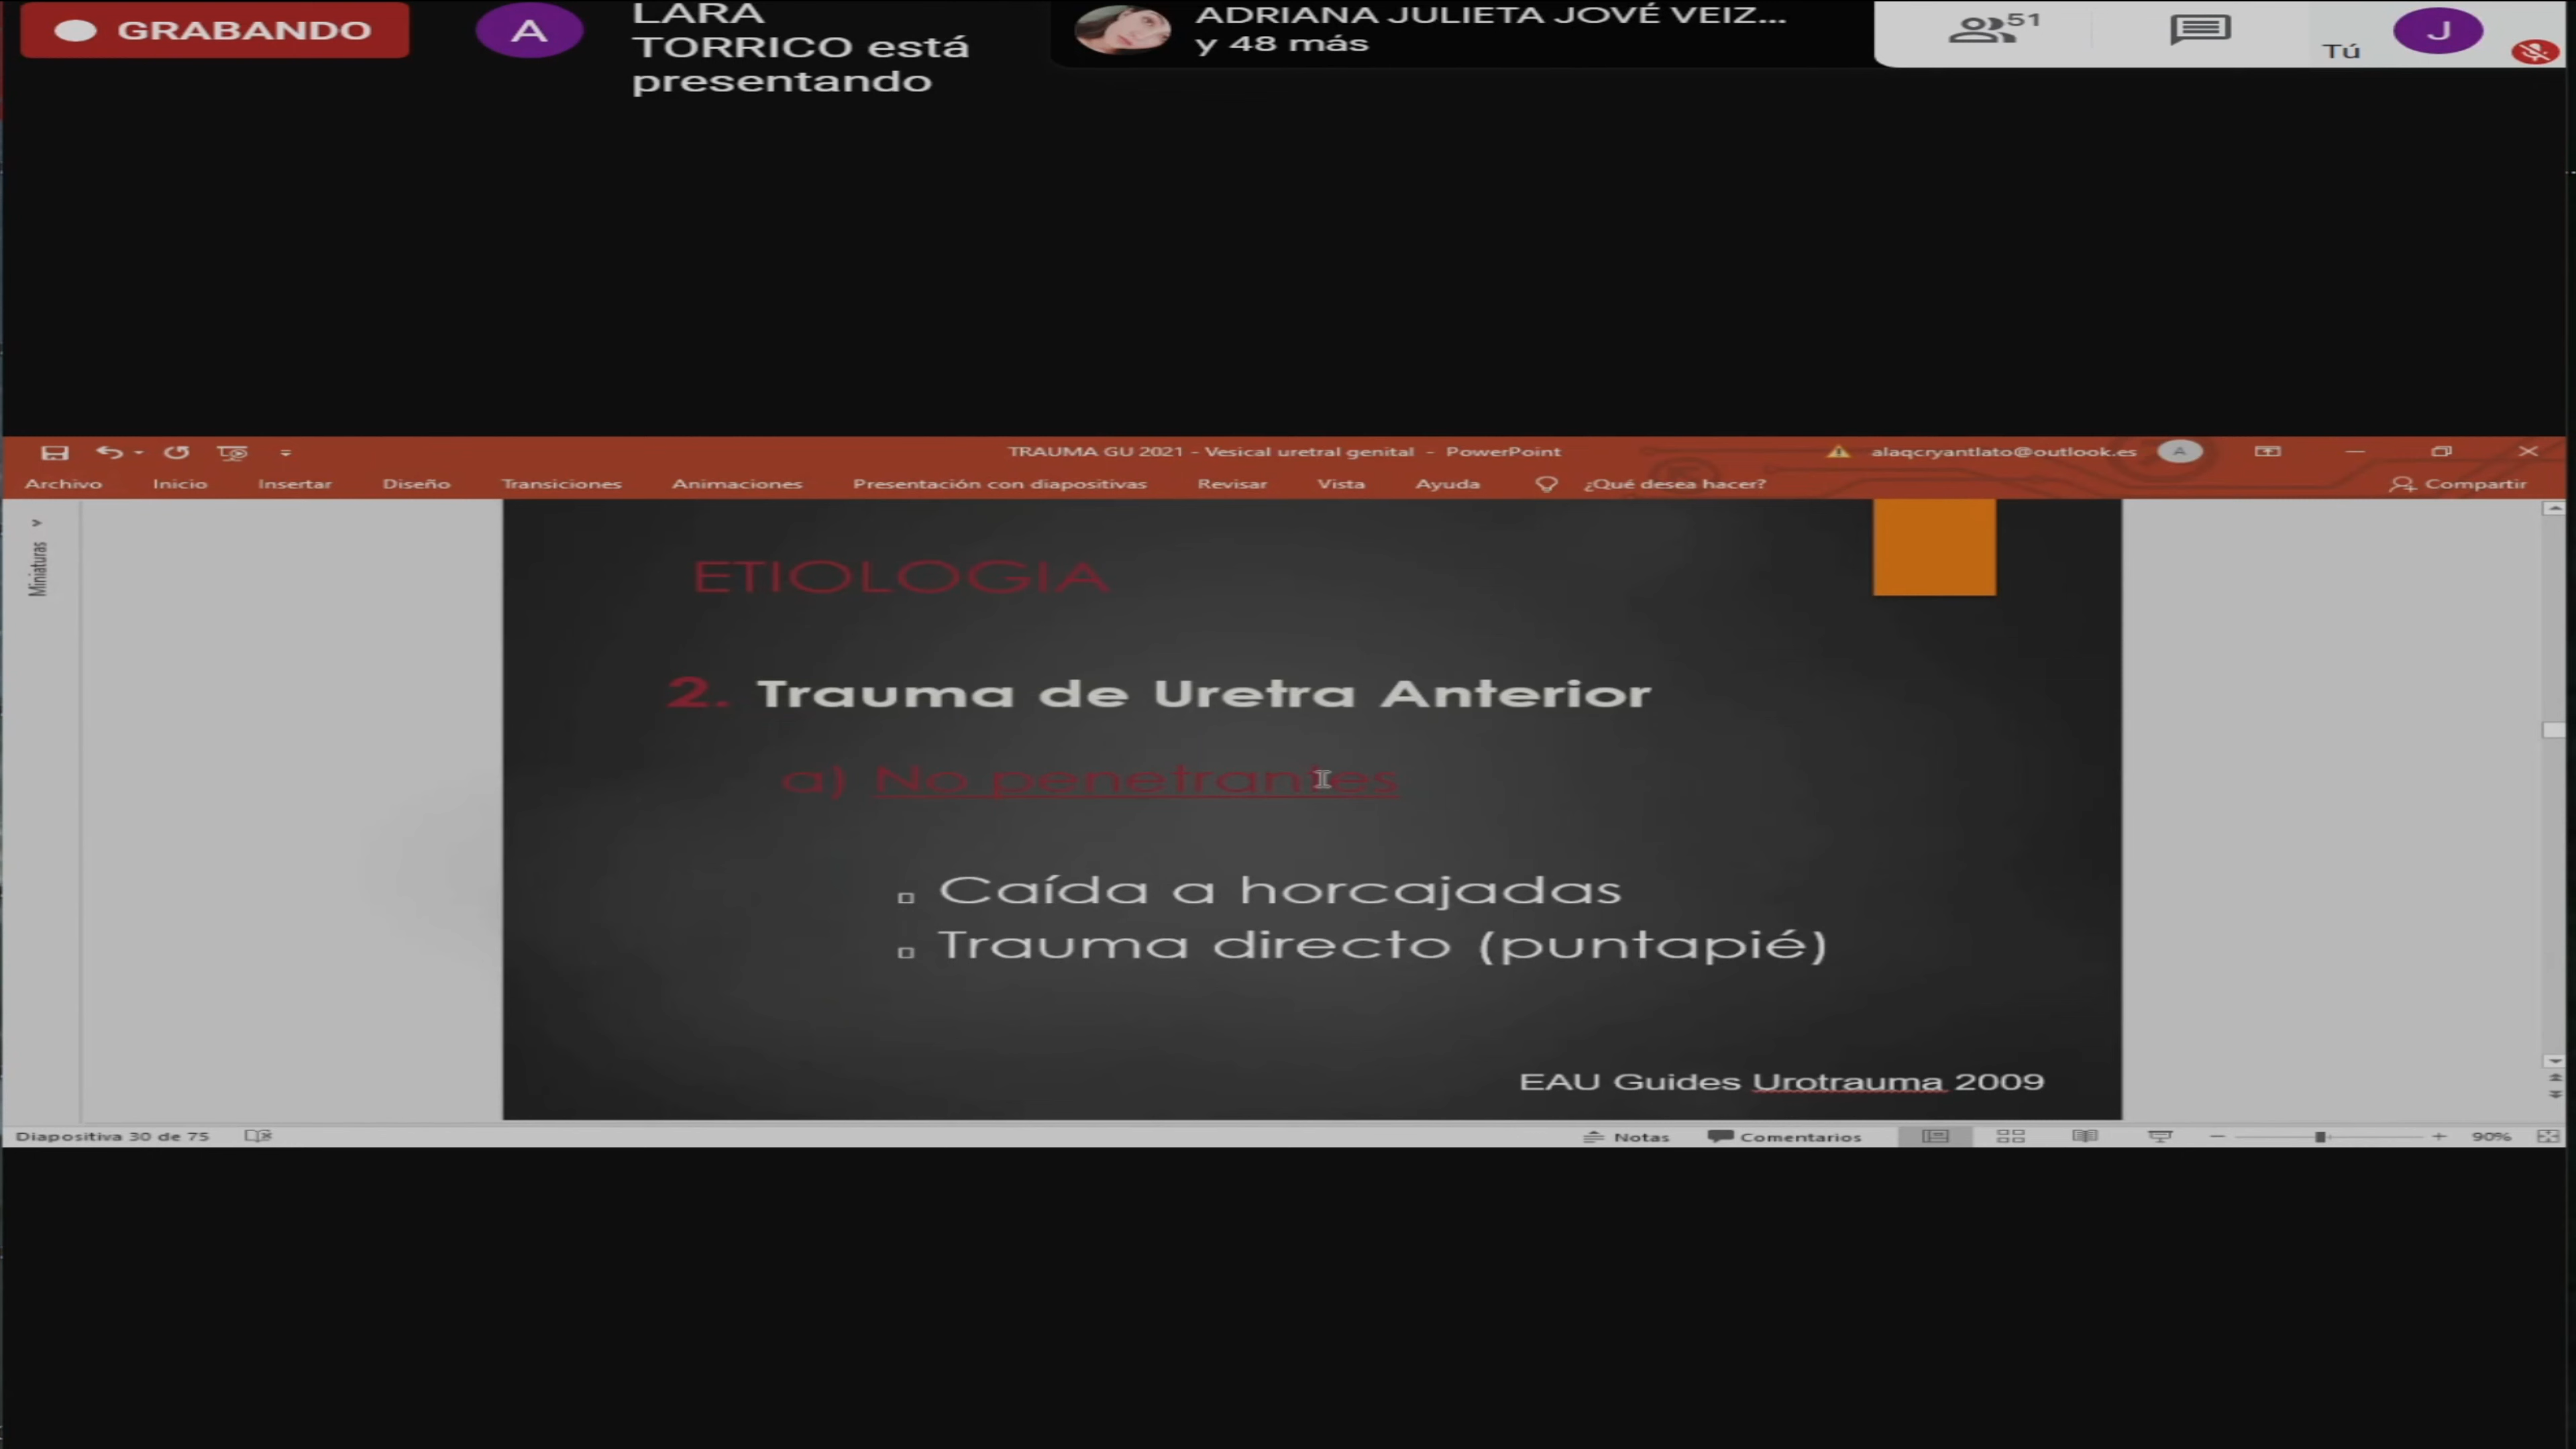 GRABANDO
A
LARA
TORRICO está
presentando
ADRIANA JULIETA JOVÉ VEIZ...
y 48 más
51
Tú
J
TRAUMA GU 2021 - Vesical uretral genital - PowerPoint
alaqcryantlato@outlook.es
A
Archivo Inicio Insertar Diseño Transiciones Animaciones Presentación con diapositivas Revisar Vista Ayuda ¿Qué desea hacer? Compartir
Miniaturas
ETIOLOGIA
2. Trauma de Uretra Anterior
a) No penetrantes
Caída a horcajadas
Trauma directo (puntapié)
EAU Guides Urotrauma 2009
Diapositiva 30 de 75
Notas Comentarios 90%